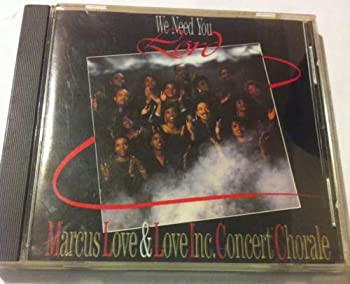 We Need You
Lord
Marcus Love & Love Inc. Concert Chorale